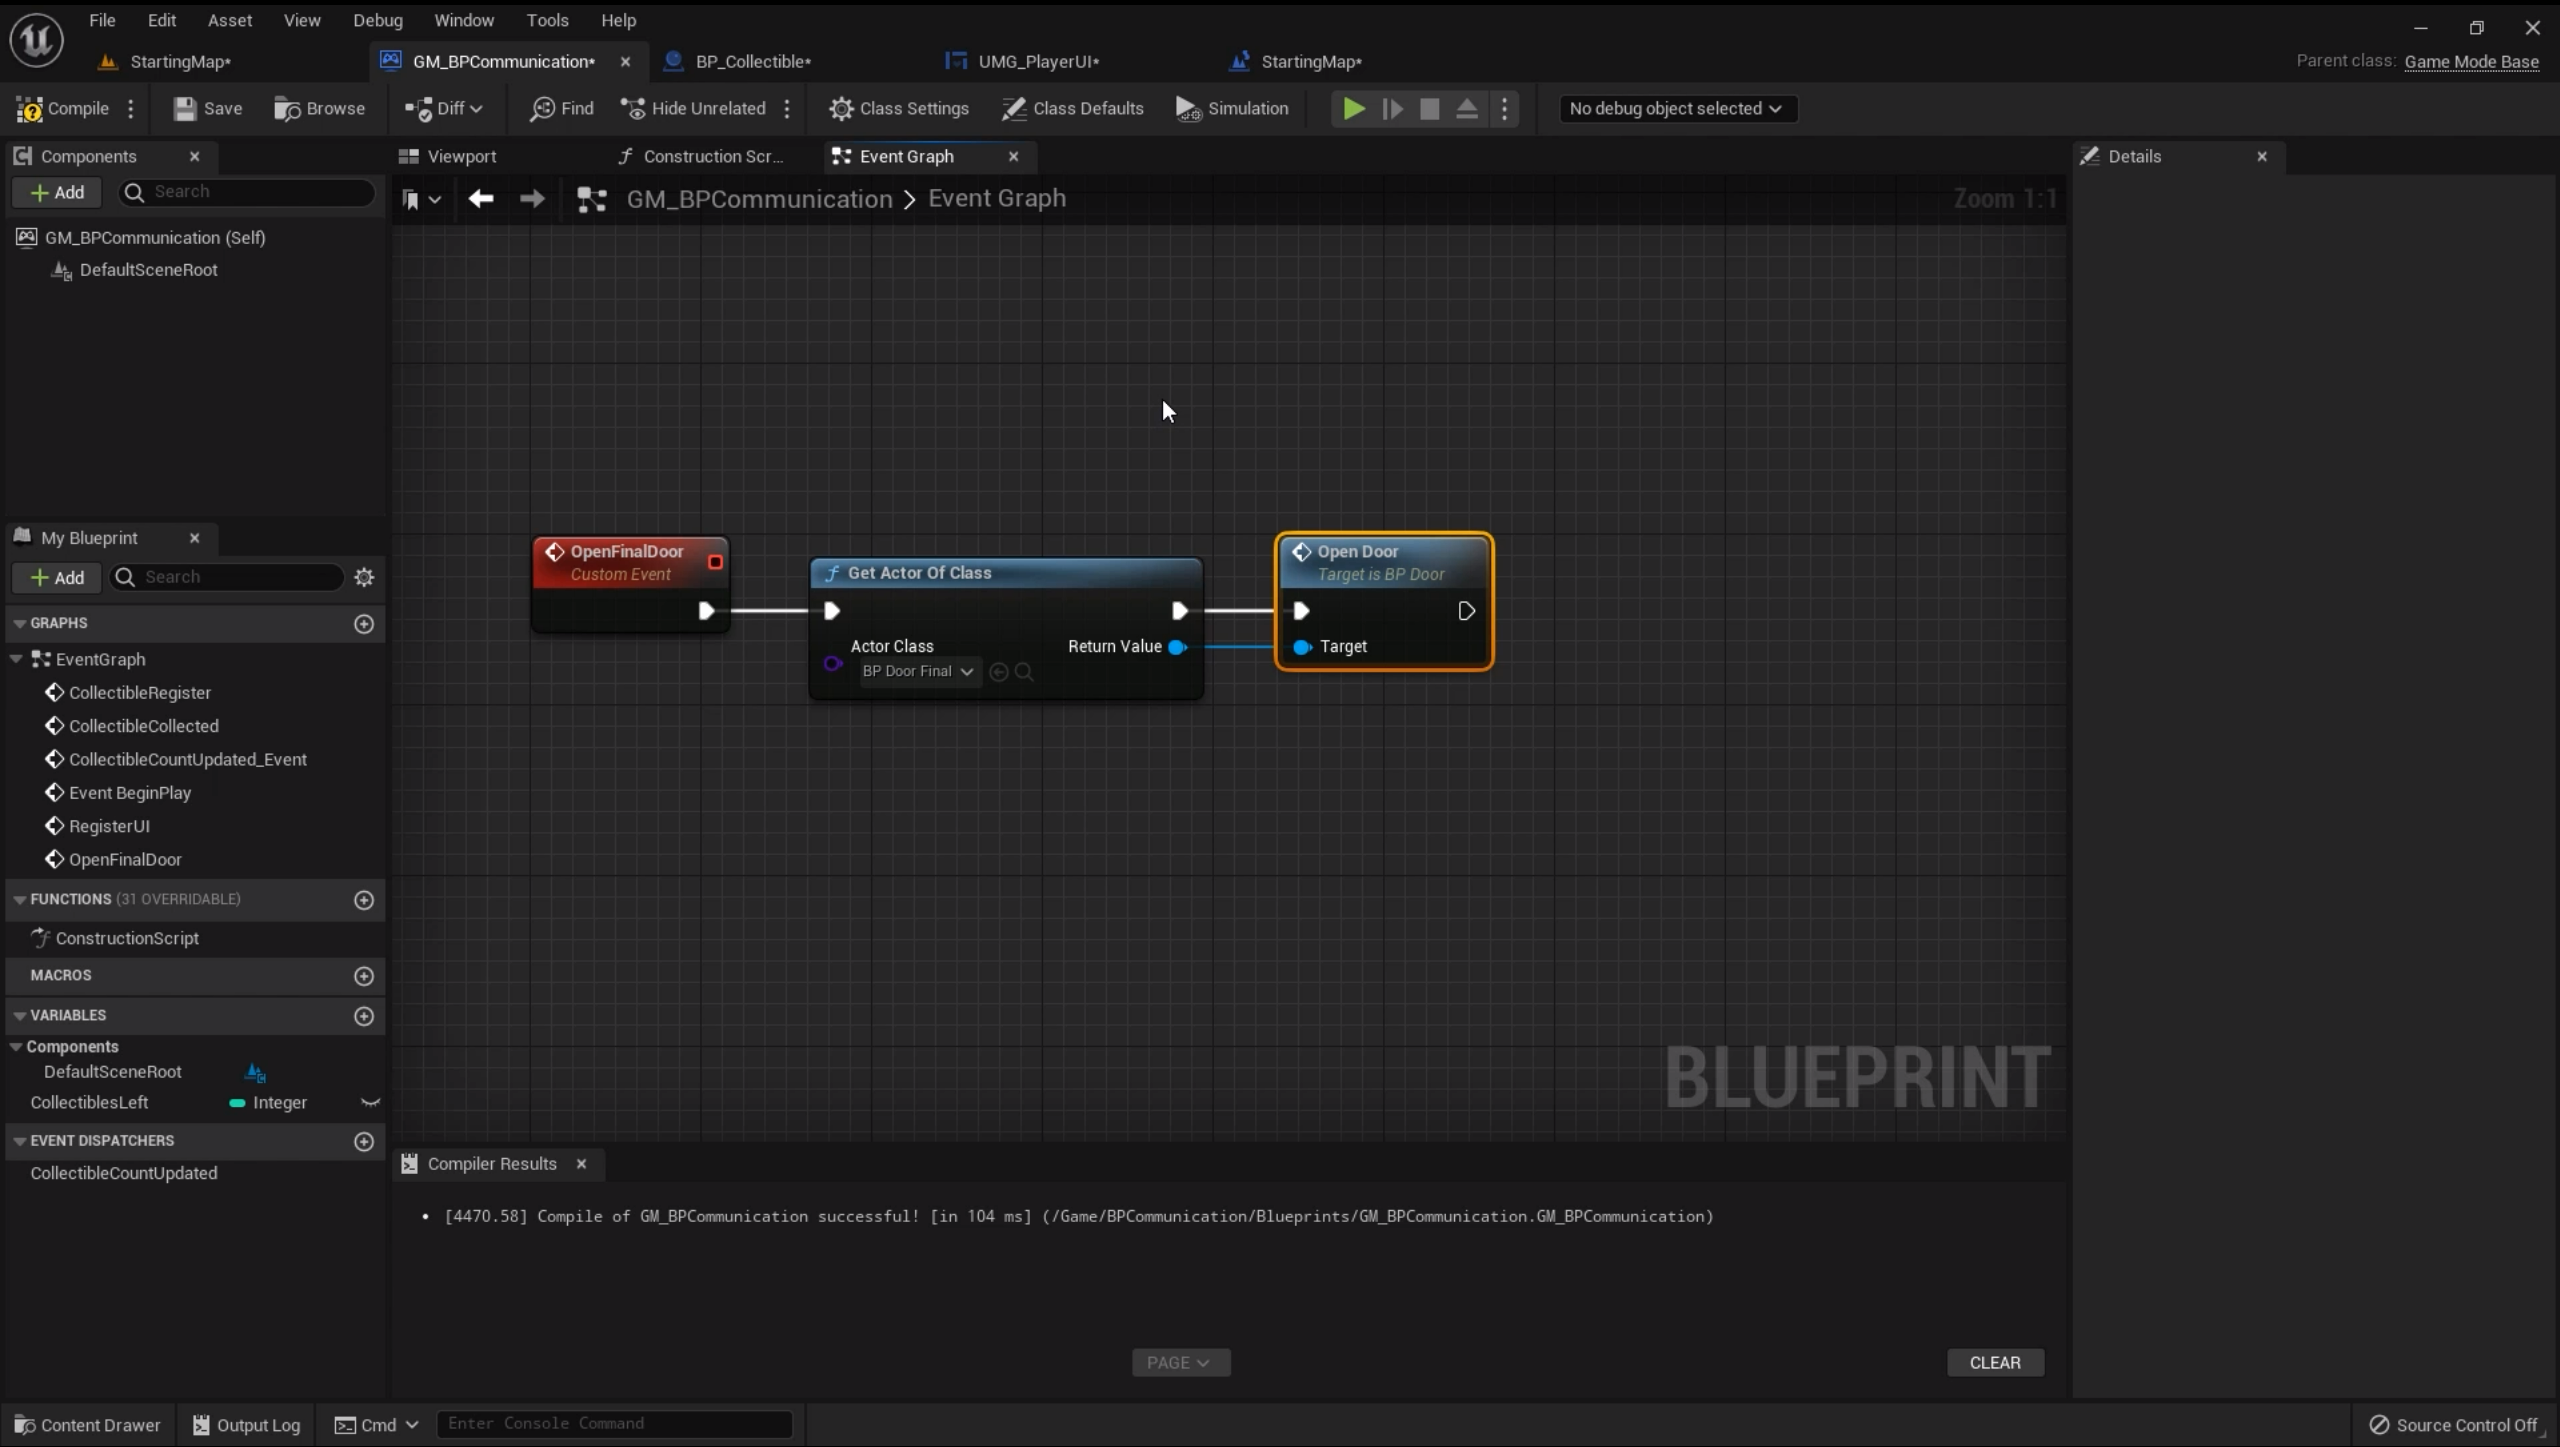 File Edit Asset View Debug Window Tools Help
StartingMap* GM_BPCommunication* BP_Collectible* UMG_PlayerUI* StartingMap* Parent class: Game Mode Base
Compile Save Browse Diff Find Hide Unrelated Class Settings Class Defaults Simulation No debug object selected
Components Viewport Construction Scr... Event Graph Details
Add Search GM_BPCommunication > Event Graph Zoom 1:1
GM_BPCommunication (Self)
DefaultSceneRoot
My Blueprint
Add Search
GRAPHS
EventGraph
CollectibleRegister
CollectibleCollected
CollectibleCountUpdated_Event
Event BeginPlay
RegisterUI
OpenFinalDoor
FUNCTIONS (31 OVERRIDABLE)
ConstructionScript
MACROS
VARIABLES
Components
DefaultSceneRoot
CollectiblesLeft Integer
EVENT DISPATCHERS
CollectibleCountUpdated
OpenFinalDoor
Custom Event
Get Actor Of Class
Actor Class Return Value
BP Door Final
Open Door
Target is BP Door
Target
BLUEPRINT
Compiler Results
• [4470.58] Compile of GM_BPCommunication successful! [in 104 ms] (/Game/BPCommunication/Blueprints/GM_BPCommunication.GM_BPCommunication)
PAGE CLEAR
Content Drawer Output Log Cmd Enter Console Command Source Control Off